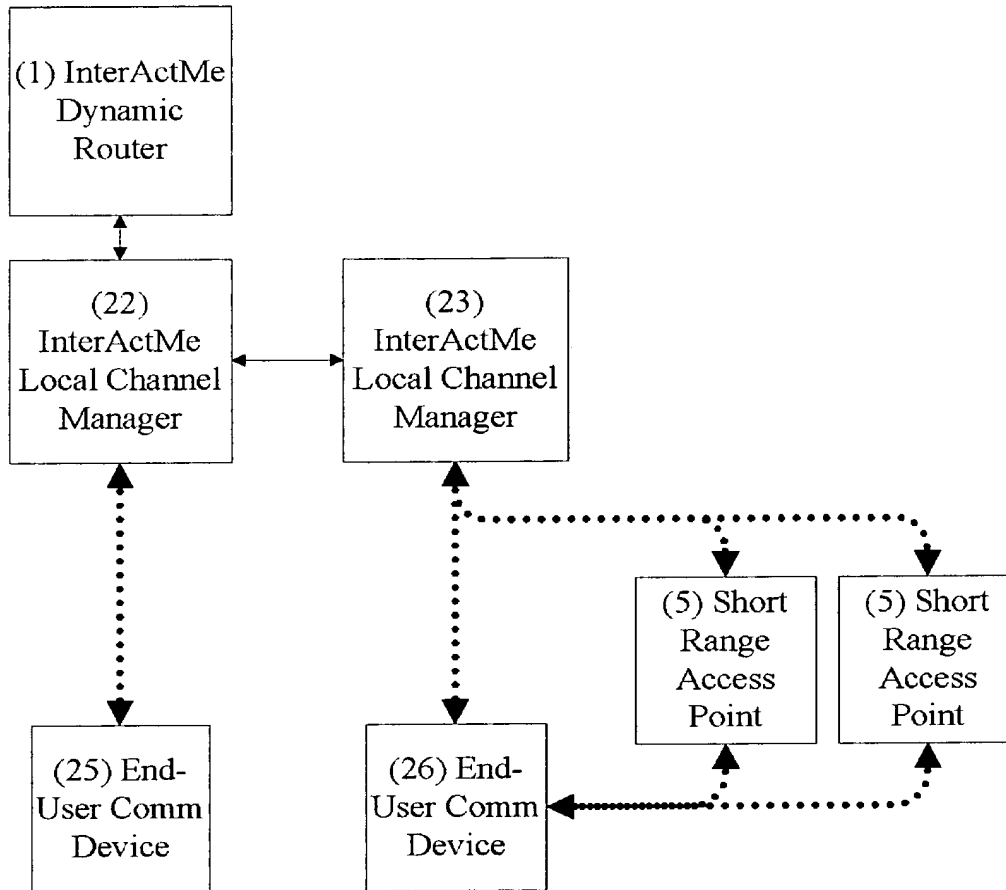 (1) InterActMe
Dynamic
Router
(22)
InterActMe
Local Channel
Manager
(23)
InterActMe
Local Channel
Manager
(5) Short
Range
Access
Point
(5) Short
Range
Access
Point
(25) End-
User Comm
Device
(26) End-
User Comm
Device